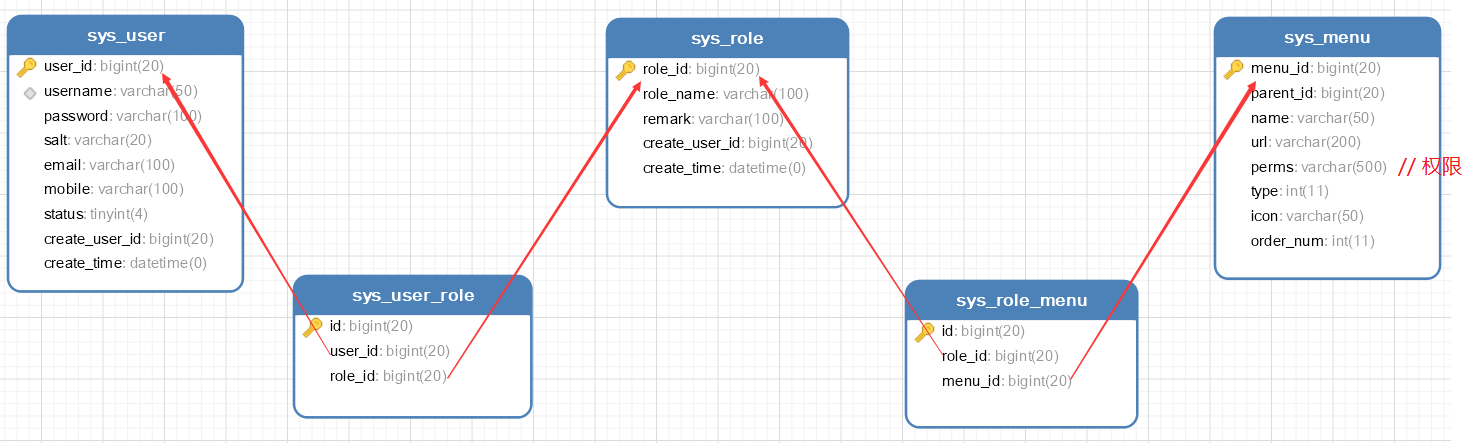 sys_user
user_id: bigint(20)
username: varchar(50)
password: varchar(100)
salt: varchar(20)
email: varchar(100)
mobile: varchar(100)
status: tinyint(4)
create_user_id: bigint(20)
create_time: datetime(0)
sys_user_role
id: bigint(20)
user_id: bigint(20)
role_id: bigint(20)
sys_role
role_id: bigint(20)
role_name: varchar(100)
remark: varchar(100)
create_user_id: bigint(20)
create_time: datetime(0)
sys_role_menu
id: bigint(20)
role_id: bigint(20)
menu_id: bigint(20)
sys_menu
menu_id: bigint(20)
parent_id: bigint(20)
name: varchar(50)
url: varchar(200)
perms: varchar(500) // 权限
type: int(11)
icon: varchar(50)
order_num: int(11)